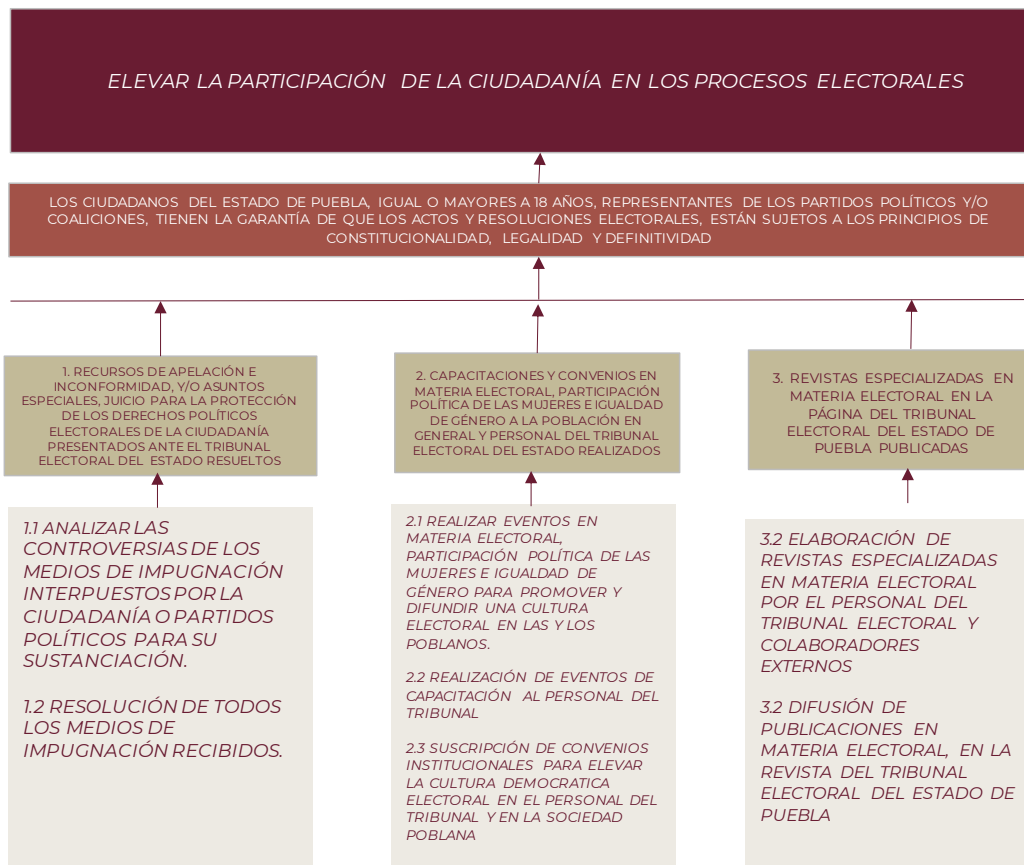 ELEVAR LA PARTICIPACIÓN DE LA CIUDADANÍA EN LOS PROCESOS ELECTORALES
LOS CIUDADANOS DEL ESTADO DE PUEBLA, IGUAL O MAYORES A 18 AÑOS, REPRESENTANTES DE LOS PARTIDOS POLÍTICOS Y/O
COALICIONES, TIENEN LA GARANTÍA DE QUE LOS ACTOS Y RESOLUCIONES ELECTORALES, ESTÁN SUJETOS A LOS PRINCIPIOS DE
CONSTITUCIONALIDAD, LEGALIDAD Y DEFINITIVIDAD
1. RECURSOS DE APELACIÓN E
INCONFORMIDAD, Y/O ASUNTOS
ESPECIALES, JUICIO PARA LA PROTECCIÓN
DE LOS DERECHOS POLÍTICOS
ELECTORALES DE LA CIUDADANÍA
PRESENTADOS ANTE EL TRIBUNAL
ELECTORAL DEL ESTADO RESUELTOS
2. CAPACITACIONES Y CONVENIOS EN
MATERIA ELECTORAL, PARTICIPACIÓN
POLÍTICA DE LAS MUJERES E IGUALDAD
DE GÉNERO A LA POBLACIÓN EN
GENERAL Y PERSONAL DEL TRIBUNAL
ELECTORAL DEL ESTADO REALIZADOS
3. REVISTAS ESPECIALIZADAS EN
MATERIA ELECTORAL EN LA
PÁGINA DEL TRIBUNAL
ELECTORAL DEL ESTADO DE
PUEBLA PUBLICADAS
1.1 ANALIZAR LAS
CONTROVERSIAS DE LOS
MEDIOS DE IMPUGNACIÓN
INTERPUESTOS POR LA
CIUDADANÍA O PARTIDOS
POLÍTICOS PARA SU
SUSTANCIACIÓN.
1.2 RESOLUCIÓN DE TODOS
LOS MEDIOS DE
IMPUGNACIÓN RECIBIDOS.
2.1 REALIZAR EVENTOS EN
MATERIA ELECTORAL,
PARTICIPACIÓN POLÍTICA DE LAS
MUJERES E IGUALDAD DE
GÉNERO PARA PROMOVER Y
DIFUNDIR UNA CULTURA
ELECTORAL EN LAS Y LOS
POBLANOS.
2.2 REALIZACIÓN DE EVENTOS DE
CAPACITACIÓN AL PERSONAL DEL
TRIBUNAL
2.3 SUSCRIPCIÓN DE CONVENIOS
INSTITUCIONALES PARA ELEVAR
LA CULTURA DEMOCRATICA
ELECTORAL EN EL PERSONAL DEL
TRIBUNAL Y EN LA SOCIEDAD
POBLANA
3.2 ELABORACIÓN DE
REVISTAS ESPECIALIZADAS
EN MATERIA ELECTORAL
POR EL PERSONAL DEL
TRIBUNAL ELECTORAL Y
COLABORADORES
EXTERNOS
3.2 DIFUSIÓN DE
PUBLICACIONES EN
MATERIA ELECTORAL, EN LA
REVISTA DEL TRIBUNAL
ELECTORAL DEL ESTADO DE
PUEBLA